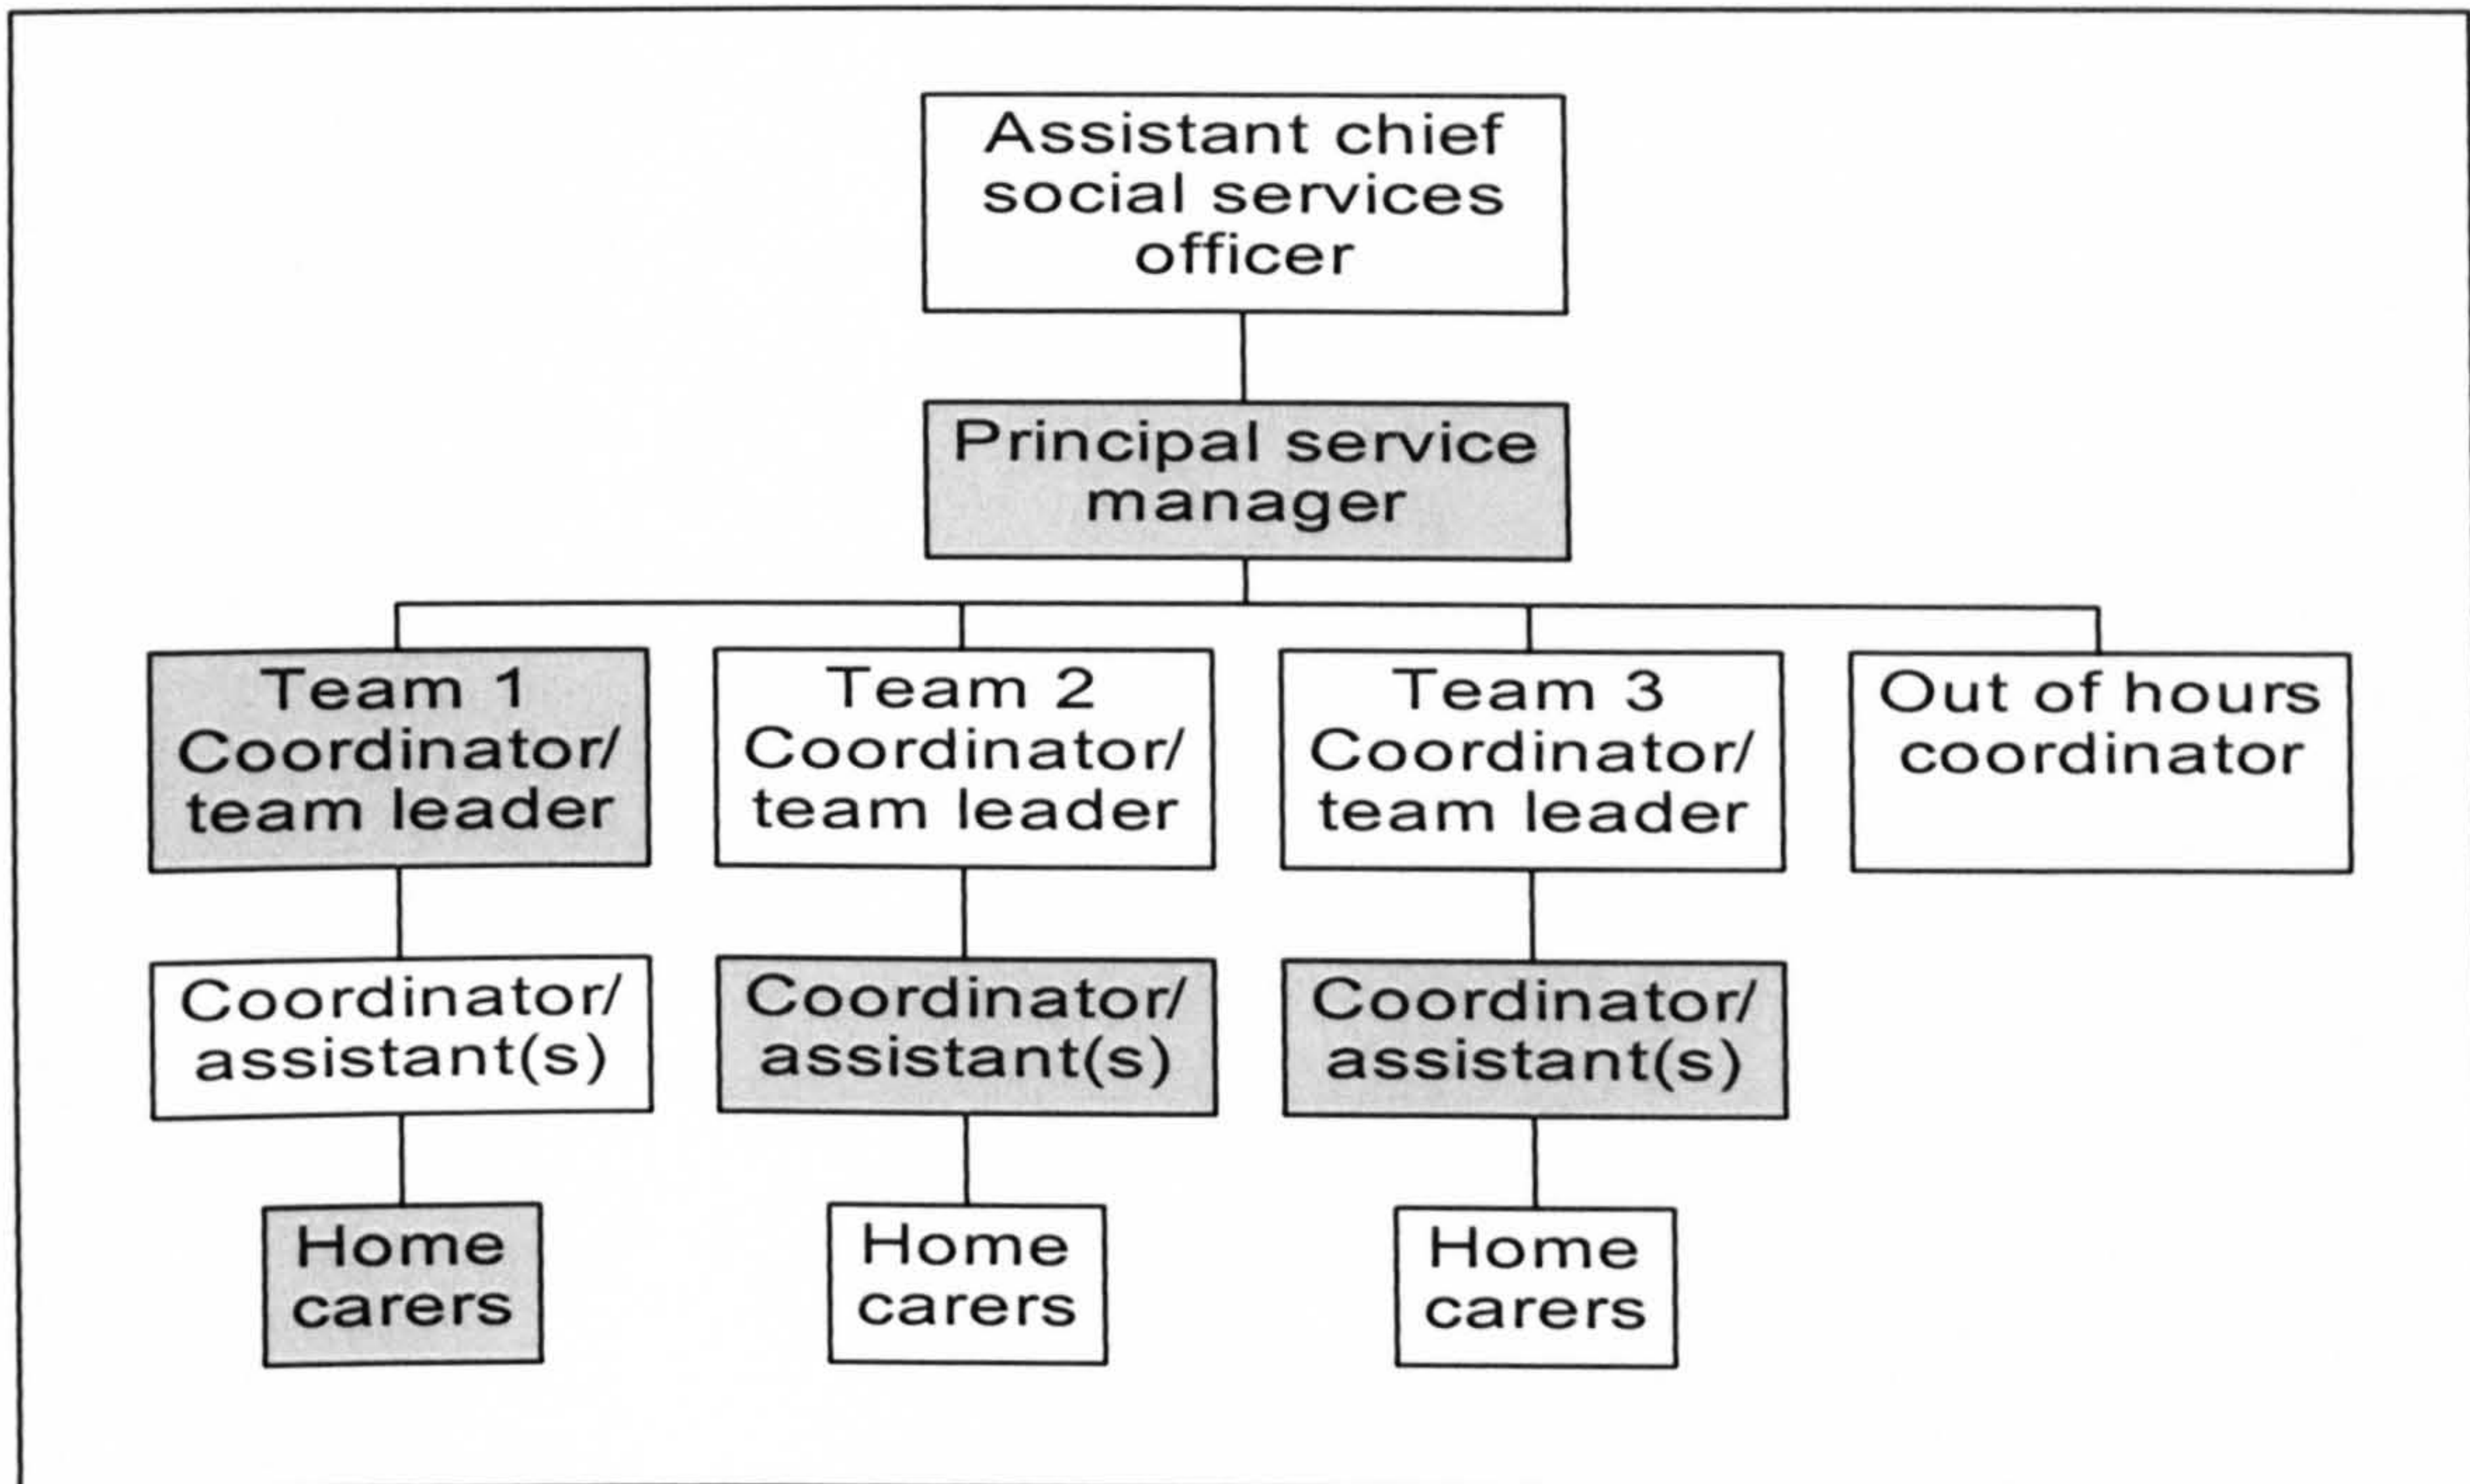 Assistant chief
social services
officer
Principal service
manager
Team 1
Coordinator/
team leader
Team 2
Coordinator/
team leader
Team 3
Coordinator/
team leader
Out of hours
coordinator
Coordinator/
assistant(s)
Coordinator/
assistant(s)
Coordinator/
assistant(s)
Home
carers
Home
carers
Home
carers